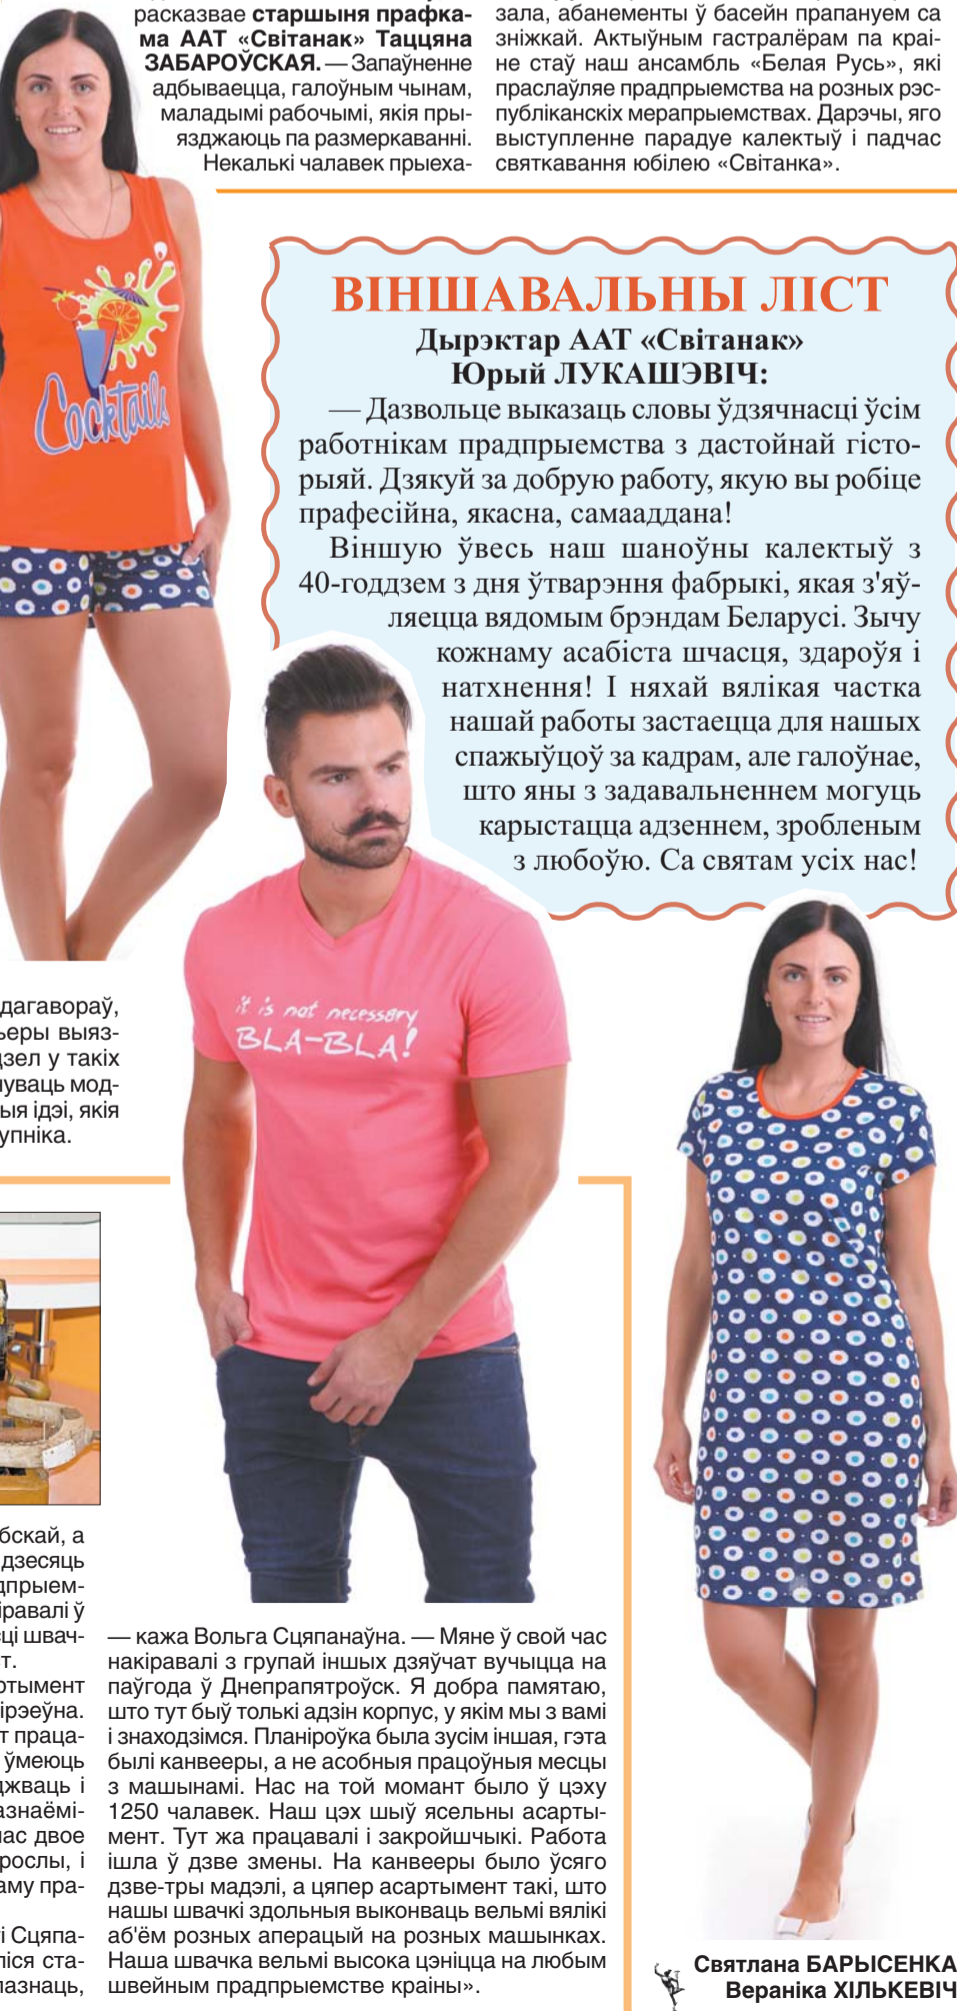 расказвае старшыня прафка-
ма ААТ «Світанак» Таццяна
ЗАБАРОЎСКАЯ. — Запаўненне
адбываецца, галоўным чынам,
маладымі рабочымі, якія пры-
язджаюць па размеркаванні.
Некалькі чалавек прыеха-
зала, абанементы ў басейн прапануем са
зніжкай. Актыўным гастралёрам па краі-
не стаў наш ансамбль «Белая Русь», які
праслаўляе прадпрыемства на розных рэс-
публіканскіх мерапрыемствах. Дарэчы, яго
выступленне парадуе калектыў і падчас
святкавання юбілею «Світанка».
ВІНШАВАЛЬНЫ ЛІСТ
Дырэктар ААТ «Світанак»
Юрый ЛУКАШЭВІЧ:
— Дазвольце выказаць словы ўдзячнасці ўсім
работнікам прадпрыемства з дастойнай гісто-
рыяй. Дзякуй за добрую работу, якую вы робіце
прафесійна, якасна, самааддана!
Віншую ўвесь наш шаноўны калектыў з
40-годдзем з дня ўтварэння фабрыкі, якая з'яў-
ляецца вядомым брэндам Беларусі. Зычу
кожнаму асабіста шчасця, здароўя і
натхнення! І няхай вялікая частка
нашай работы застаецца для нашых
спажыўцоў за кадрам, але галоўнае,
што яны з задавальненнем могуць
карыстацца адзеннем, зробленым
з любоўю. Са святам усіх нас!
Cocktails
it is not necessary
BLA-BLA!
дагавораў,
ьеры выяз-
дзел у такіх
нуваць мод-
ыя ідэі, якія
упніка.
бскай, а
дзесяць
дпрыем-
іравалі ў
сці швач-
т.
ртымент
ірэеўна.
т праца-
ўмеюць
джваць і
азнаёмі-
нас двое
рослы, і
аму пра-
і Сцяпа-
ліся ста-
пазнаць,
— кажа Вольга Сцяпанаўна. — Мяне ў свой час
накіравалі з групай іншых дзяўчат вучыцца на
паўгода ў Днепрапятроўск. Я добра памятаю,
што тут быў толькі адзін корпус, у якім мы з вамі
і знаходзімся. Планіроўка была зусім іншая, гэта
былі канвееры, а не асобныя працоўныя месцы
з машынамі. Нас на той момант было ў цэху
1250 чалавек. Наш цэх шыў ясельны асарты-
мент. Тут жа працавалі і закройшчыкі. Работа
ішла ў дзве змены. На канвееры было ўсяго
дзве-тры мадэлі, а цяпер асартымент такі, што
нашы швачкі здольныя выконваць вельмі вялікі
аб'ём розных аперацый на розных машынках.
Наша швачка вельмі высока цэніцца на любым
швейным прадпрыемстве краіны».
Святлана БАРЫСЕНКА
Вераніка ХІЛЬКЕВІЧ